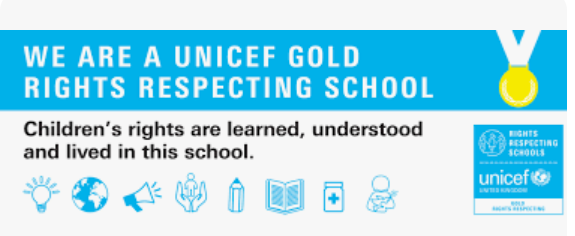 WE ARE A UNICEF GOLD
RIGHTS RESPECTING SCHOOL
Children's rights are learned, understood
and lived in this school.
RIGHTS
RESPECTING
SCHOOLS
unicef
UNITED KINGDOM
GOLD
RIGHTS RESPECTING